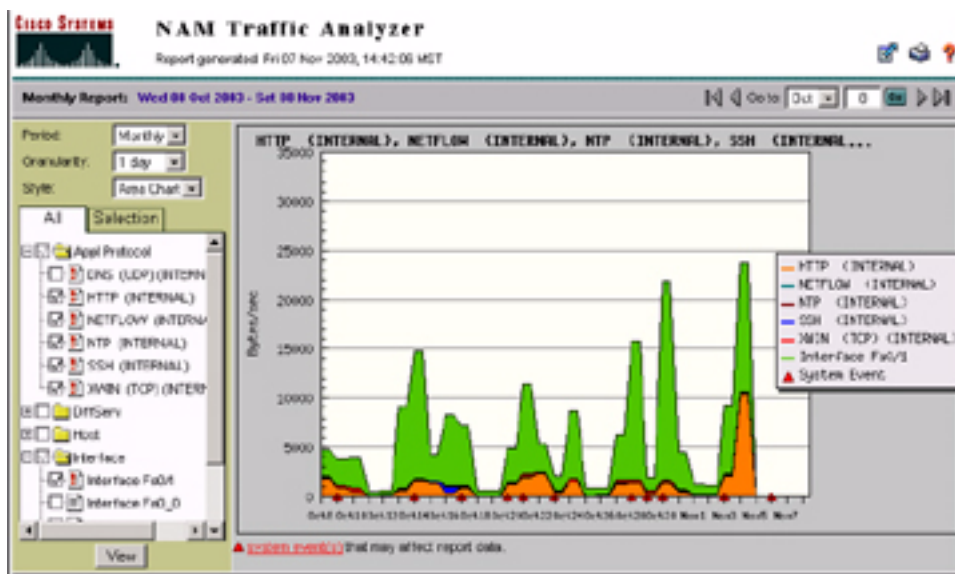 CISCO SYSTEMS
NAM Traffic Analyzer
Report generated Fri 07 Nov 2003, 14:42:06 MST
Monthly Report: Wed 08 Oct 2003 - Sat 08 Nov 2003
Go to: Oct 8 Go
Period: Monthly
Granularity: 1 day
Style: Area Chart
All Selection
Appl Protocol
DNS (UDP) (INTERN
HTTP (INTERNAL)
NETFLOW (INTERNA
NTP (INTERNAL)
SSH (INTERNAL)
XWIN (TCP) (INTER
DiffServ
Host
Interface
Interface Fa0/1
Interface Fa0_0
View
HTTP (INTERNAL), NETFLOW (INTERNAL), NTP (INTERNAL), SSH (INTERNAL...
35000
30000
25000
20000
15000
10000
5000
0
Bytes/sec
Nov1 Nov3 Nov5 Nov7
HTTP (INTERNAL)
NETFLOW (INTERNAL)
NTP (INTERNAL)
SSH (INTERNAL)
XWIN (TCP) (INTERNAL)
Interface Fa0/1
System Event
system event(s) that may affect report data.